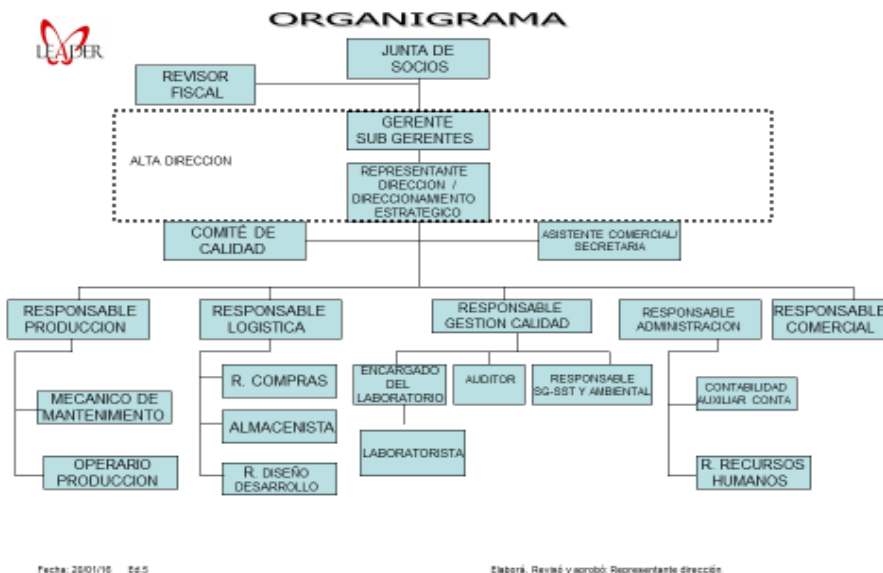 ORGANIGRAMA
LEADER
JUNTA DE
SOCIOS
REVISOR
FISCAL
GERENTE
SUB GERENTES
ALTA DIRECCION
REPRESENTANTE
DIRECCION /
DIRECCIONAMIENTO
ESTRATEGICO
COMITÉ DE
CALIDAD
ASISTENTE COMERCIAL/
SECRETARIA
RESPONSABLE
PRODUCCION
RESPONSABLE
LOGISTICA
RESPONSABLE
GESTION CALIDAD
RESPONSABLE
ADMINISTRACION
RESPONSABLE
COMERCIAL
MECANICO DE
MANTENIMIENTO
OPERARIO
PRODUCCION
R. COMPRAS
ALMACENISTA
R. DISEÑO
DESARROLLO
ENCARGADO
DEL
LABORATORIO
AUDITOR
RESPONSABLE
SG-SST Y AMBIENTAL
LABORATORISTA
CONTABILIDAD
AUXILIAR CONTA
R. RECURSOS
HUMANOS
Fecha: 20/01/16 Ed.5
Elaboró, Revisó y aprobó: Representante dirección